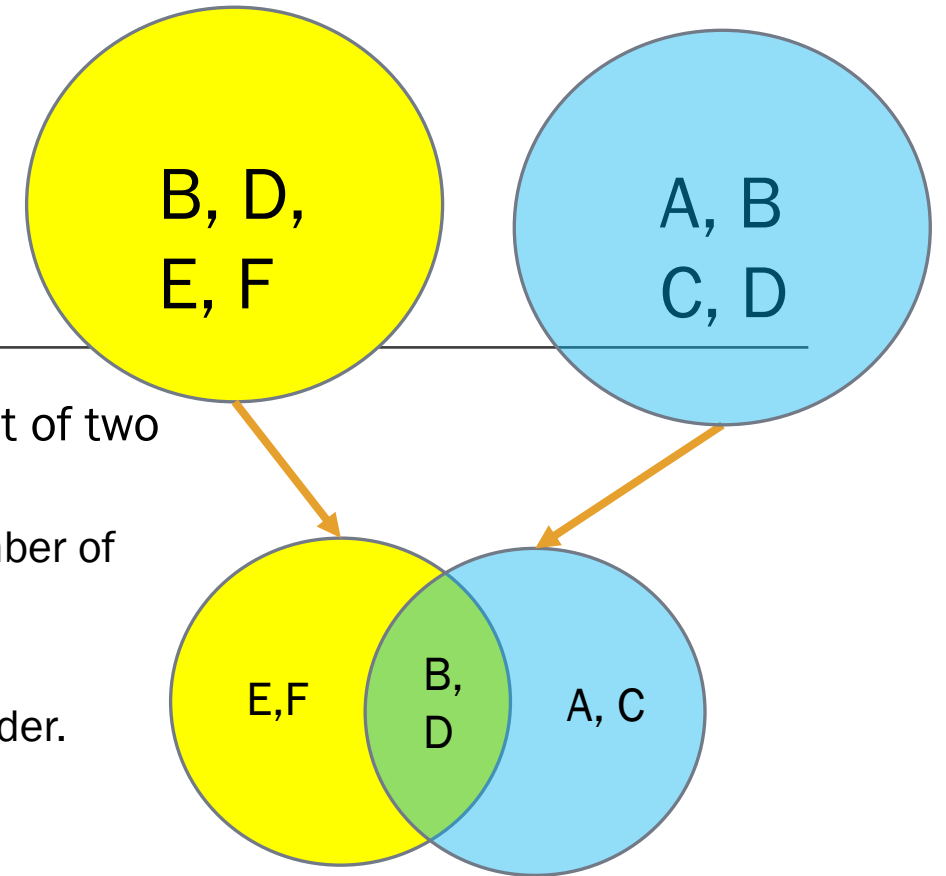 B, D,
E, F
A, B
C, D
t of two
ber of
der.
E,F
B,
D
A, C